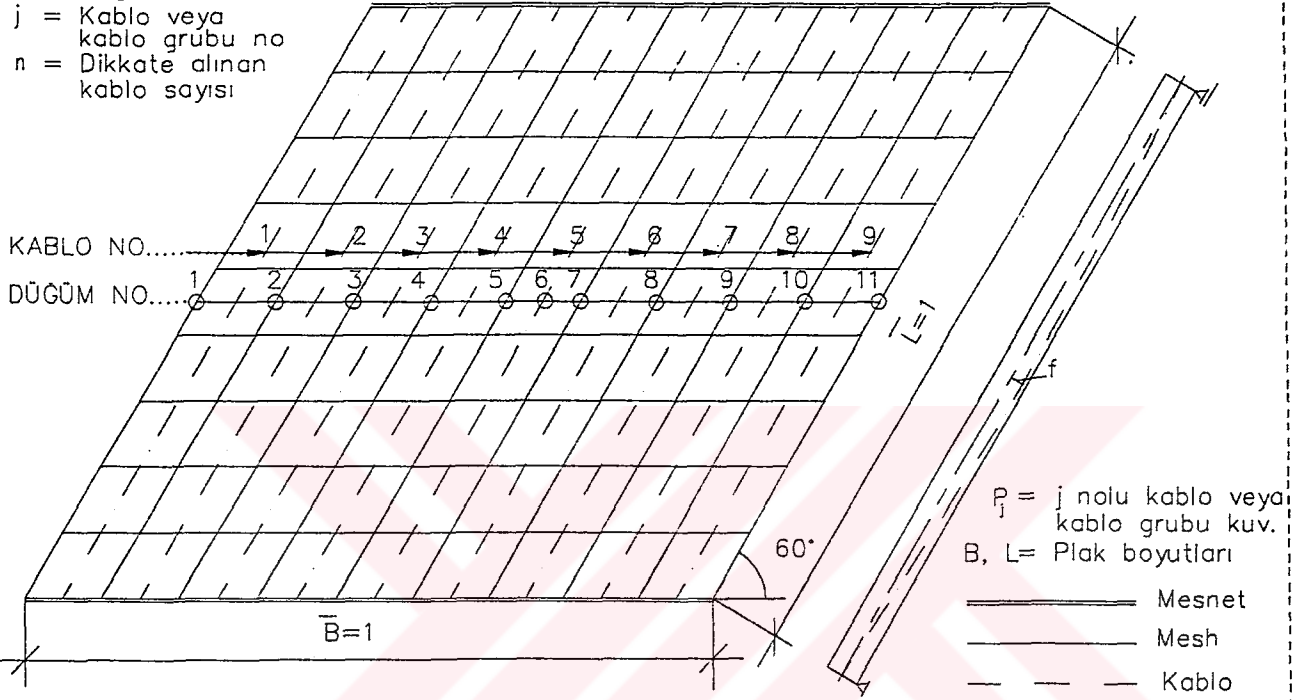 j = Kablo veya
kablo grubu no
n = Dikkate alınan
kablo sayısı
KABLO NO.....
1 2 3 4 5 6 7 8 9
DÜĞÜM NO.....
1 2 3 4 5 6 7 8 9 10 11
L̅=1
f
60°
B̅=1
P̅j = j nolu kablo veya
kablo grubu kuv.
B, L= Plak boyutları
Mesnet
Mesh
Kablo